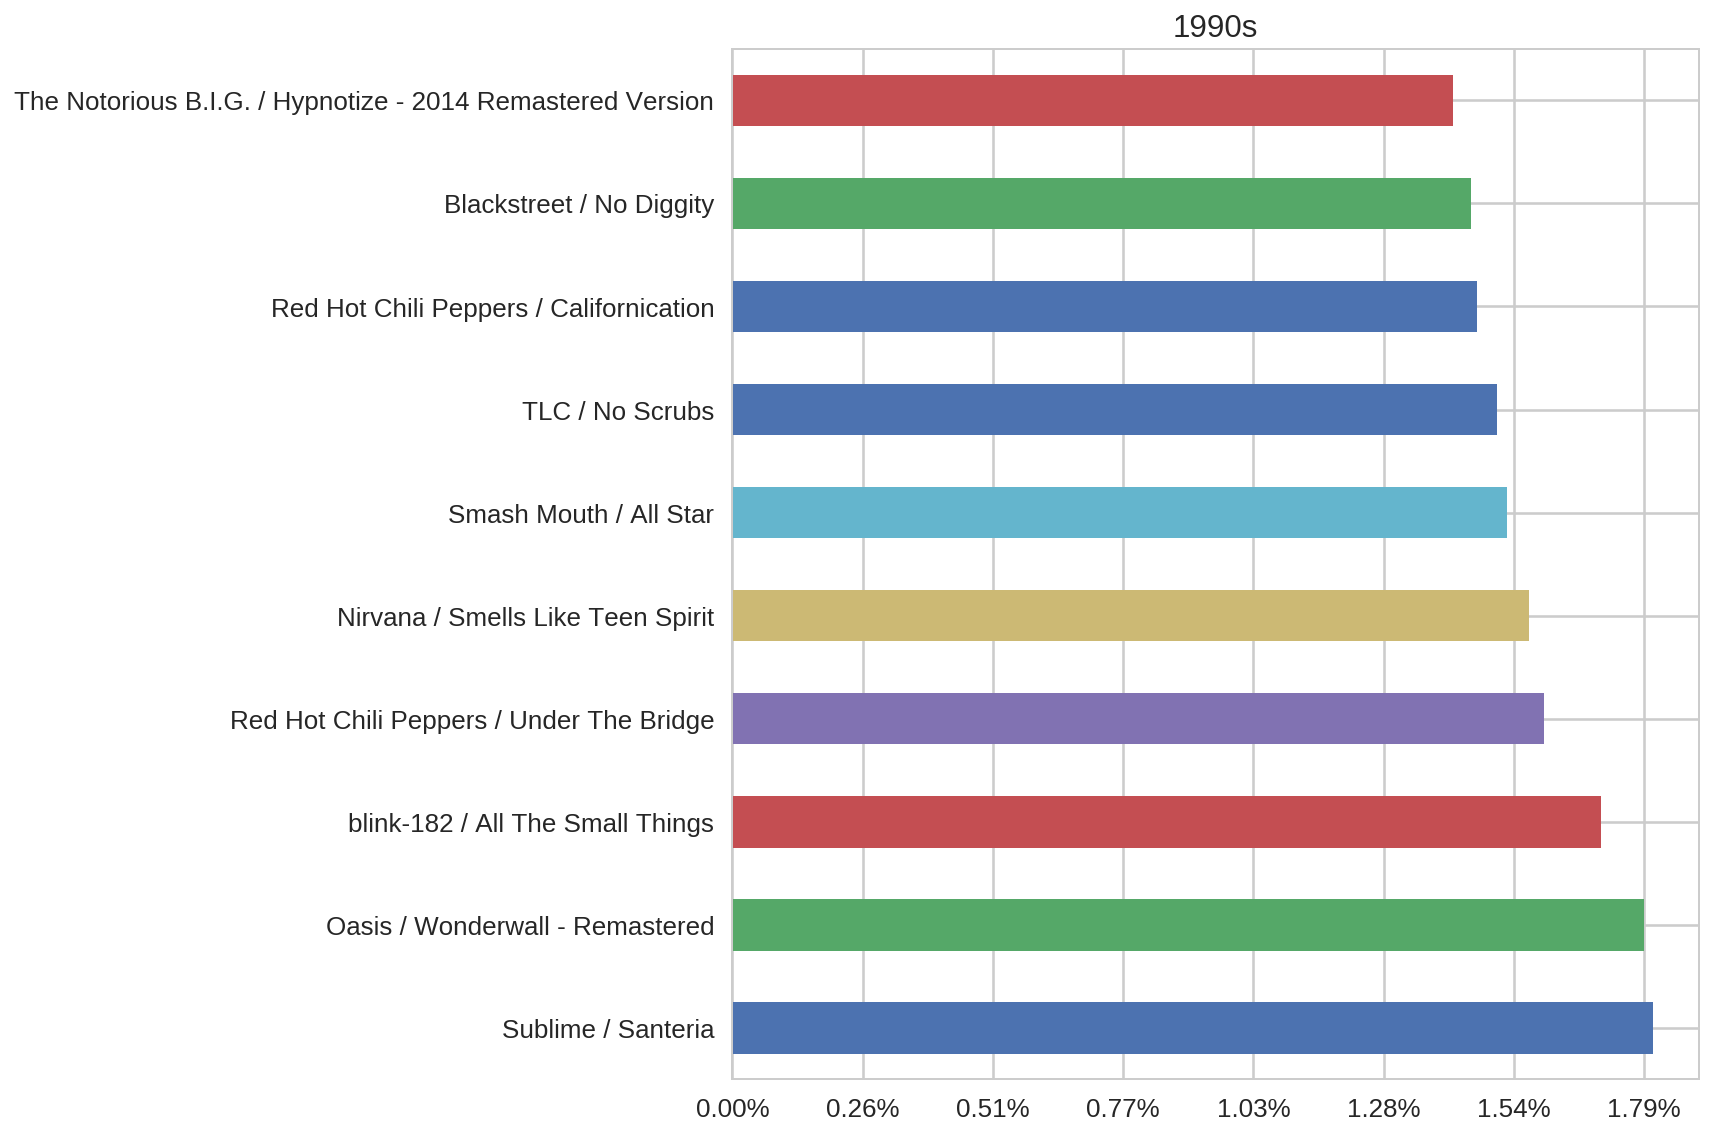 1990s
The Notorious B.I.G. / Hypnotize - 2014 Remastered Version
Blackstreet / No Diggity
Red Hot Chili Peppers / Californication
TLC / No Scrubs
Smash Mouth / All Star
Nirvana / Smells Like Teen Spirit
Red Hot Chili Peppers / Under The Bridge
blink-182 / All The Small Things
Oasis / Wonderwall - Remastered
Sublime / Santeria
0.00% 0.26% 0.51% 0.77% 1.03% 1.28% 1.54% 1.79%